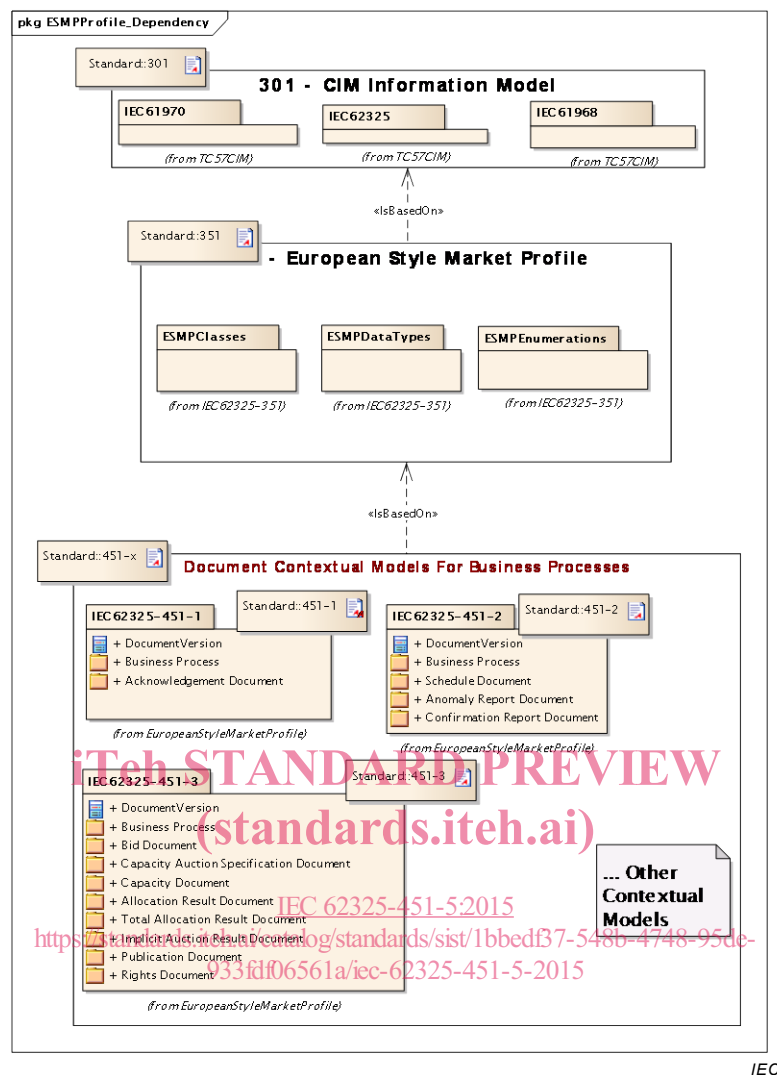 pkg ESMPProfile_Dependency
Standard::301
301 - CIM Information Model
IEC61970
IEC62325
IEC61968
(from TC57CIM)
(from TC57CIM)
(from TC57CIM)
«IsBasedOn»
Standard::351
- European Style Market Profile
ESMPClasses
ESMPDataTypes
ESMPEnumerations
(from IEC62325-351)
(from IEC62325-351)
(from IEC62325-351)
«IsBasedOn»
Standard::451-x
Document Contextual Models For Business Processes
IEC62325-451-1
Standard::451-1
+ DocumentVersion
+ Business Process
+ Acknowledgement Document
(from EuropeanStyleMarketProfile)
IEC62325-451-2
Standard::451-2
+ DocumentVersion
+ Business Process
+ Schedule Document
+ Anomaly Report Document
+ Confirmation Report Document
(from EuropeanStyleMarketProfile)
iTeh STANDARD PREVIEW
(standards.iteh.ai)
IEC62325-451-3
Standard::451-3
+ DocumentVersion
+ Business Process
+ Bid Document
+ Capacity Auction Specification Document
+ Capacity Document
+ Allocation Result Document
+ Total Allocation Result Document
+ Implicit Auction Result Document
+ Publication Document
+ Rights Document
(from EuropeanStyleMarketProfile)
... Other
Contextual
Models
IEC 62325-451-5:2015
https://standards.iteh.ai/catalog/standards/sist/1bbedf37-548b-4748-95de-
933fdf06561a/iec-62325-451-5-2015
IEC